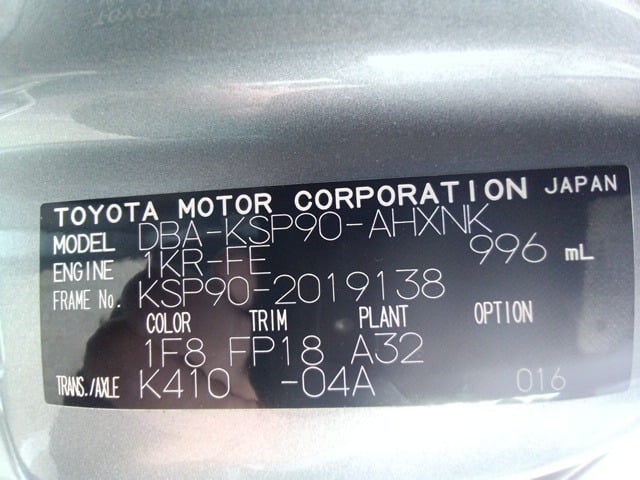 TOYOTA MOTOR CORPORATION JAPAN
MODEL DBA-KSP90-AHXNK
ENGINE 1KR-FE 996 mL
FRAME No. KSP90-2019138
COLOR TRIM PLANT OPTION
1F8 FP18 A32
TRANS./AXLE K410 -04A 016